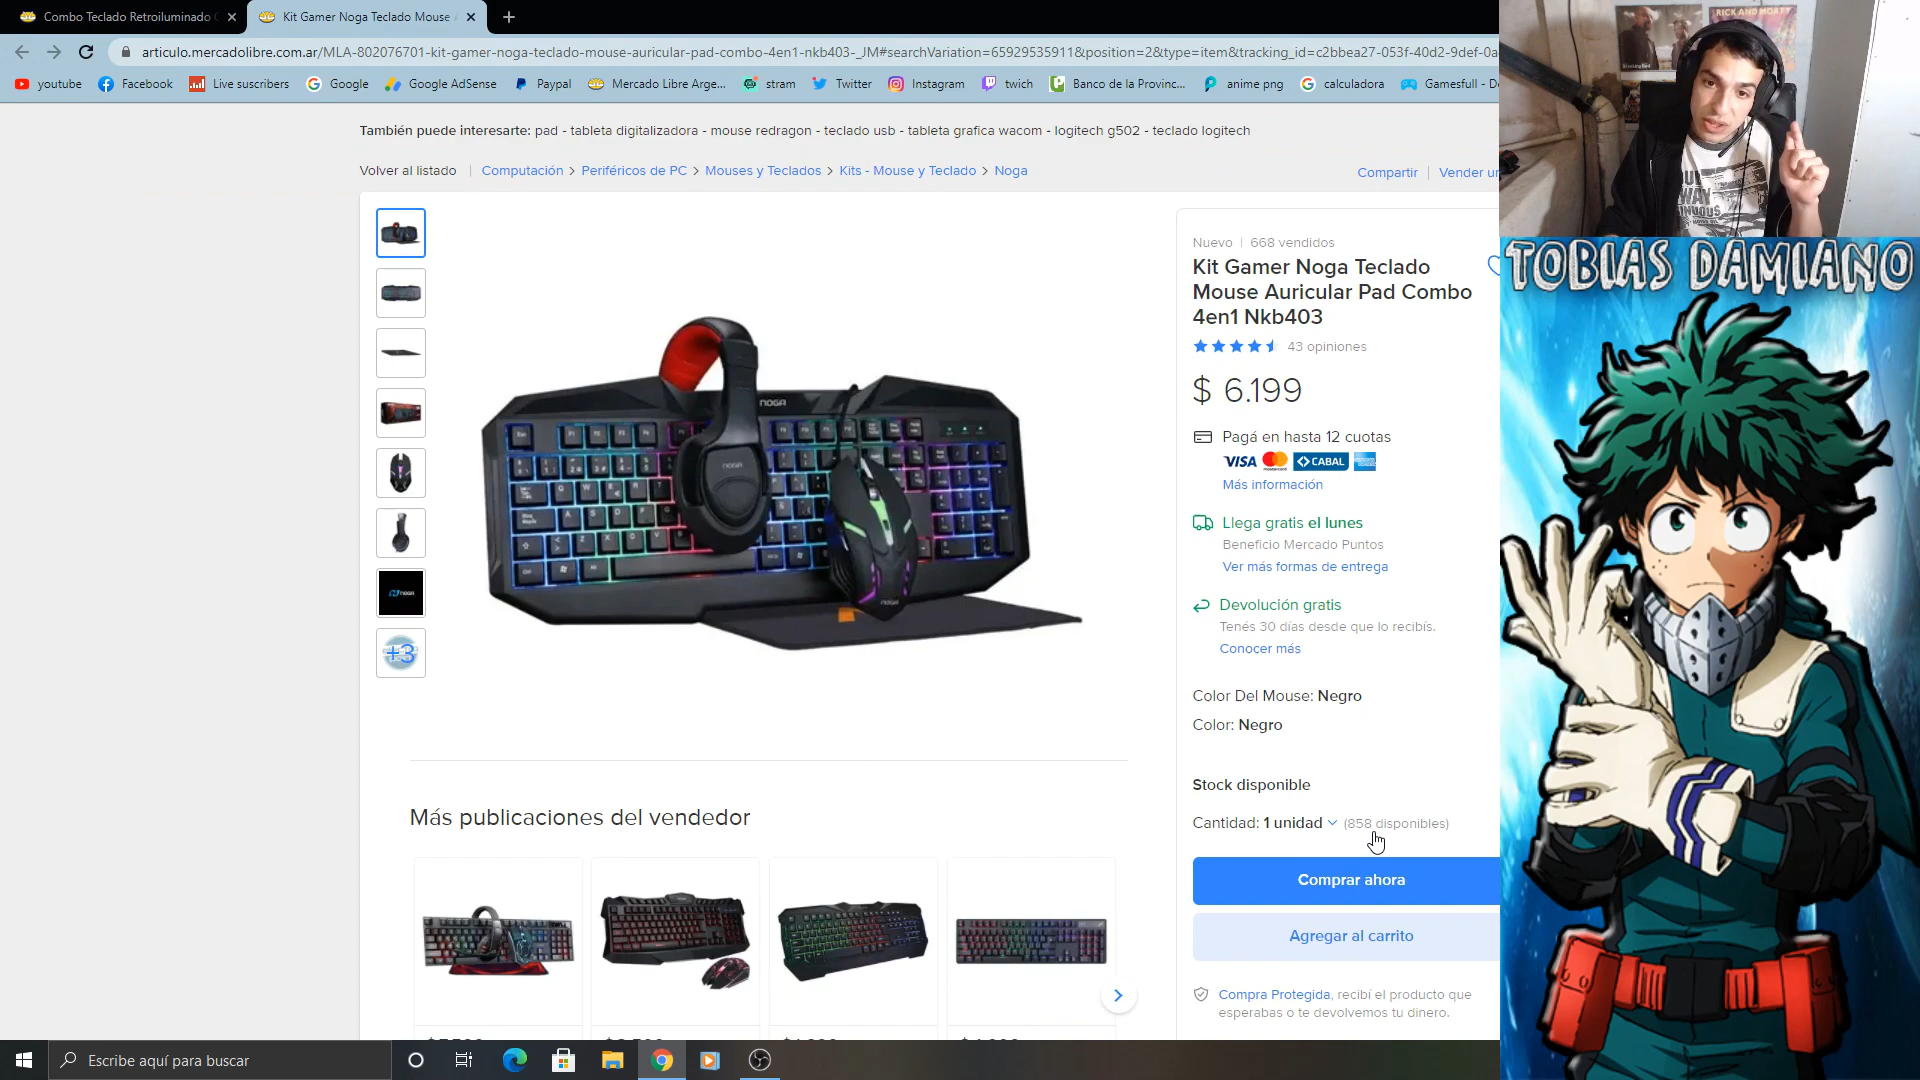 Combo Teclado Retroiluminado
Kit Gamer Noga Teclado Mouse
articulo.mercadolibre.com.ar/MLA-802076701-kit-gamer-noga-teclado-mouse-auricular-pad-combo-4en1-nkb403-_JM#searchVariation=65929535911&position=2&type=item&tracking_id=c2bbea27-053f-40d2-9def-0a
youtube
Facebook
Live suscribers
Google
Google AdSense
Paypal
Mercado Libre Arge...
stram
Twitter
Instagram
twich
Banco de la Provinc...
anime png
calculadora
Gamesfull - D
También puede interesarte: pad - tableta digitalizadora - mouse redragon - teclado usb - tableta grafica wacom - logitech g502 - teclado logitech
Volver al listado
Computación > Periféricos de PC > Mouses y Teclados > Kits - Mouse y Teclado > Noga
Compartir
Vender un
RICK AND MORTY
NOGA
NOGA
NOGA
+3
Nuevo | 668 vendidos
Kit Gamer Noga Teclado
Mouse Auricular Pad Combo
4en1 Nkb403
43 opiniones
$ 6.199
Pagá en hasta 12 cuotas
VISA
CABAL
Más información
Llega gratis el lunes
Beneficio Mercado Puntos
Ver más formas de entrega
Devolución gratis
Tenés 30 días desde que lo recibís.
Conocer más
Color Del Mouse: Negro
Color: Negro
Stock disponible
Cantidad: 1 unidad (858 disponibles)
Comprar ahora
Agregar al carrito
Compra Protegida, recibí el producto que
esperabas o te devolvemos tu dinero.
Más publicaciones del vendedor
TOBIAS DAMIANO
Escribe aquí para buscar